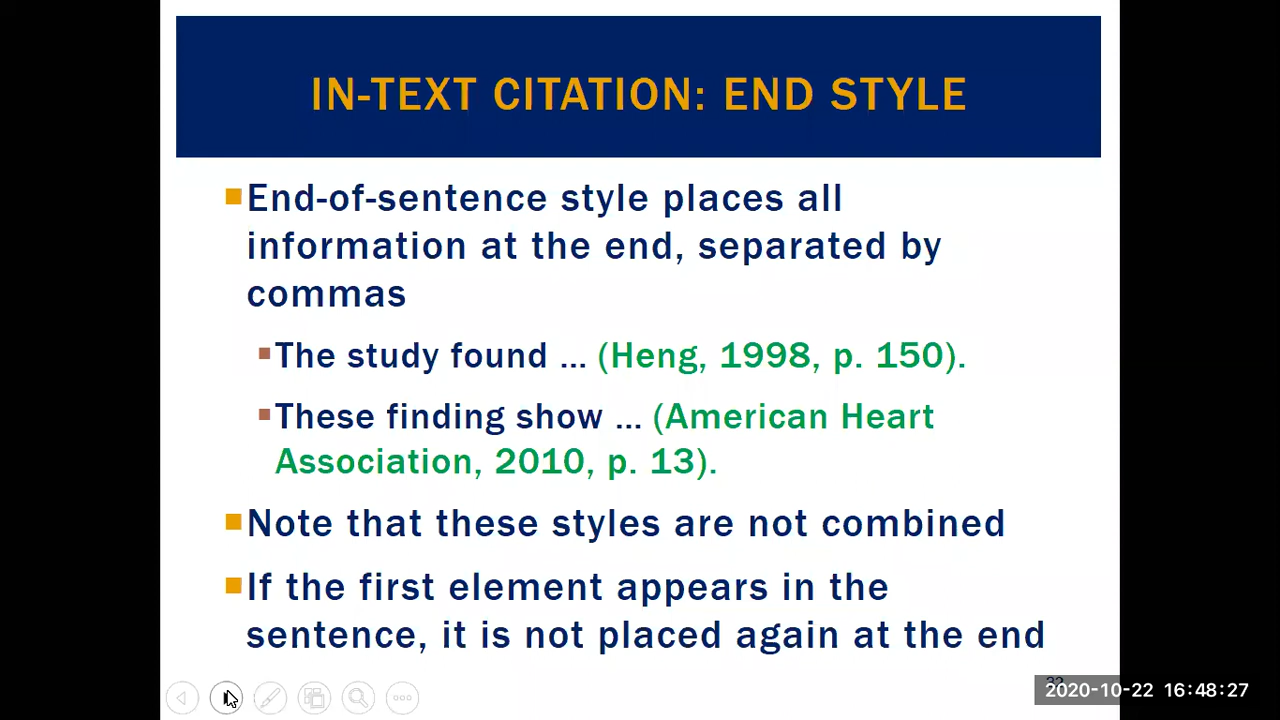 IN-TEXT CITATION: END STYLE
End-of-sentence style places all
information at the end, separated by
commas
The study found ... (Heng, 1998, p. 150).
These finding show ... (American Heart
Association, 2010, p. 13).
Note that these styles are not combined
If the first element appears in the
sentence, it is not placed again at the end
2020-10-22 16:48:27